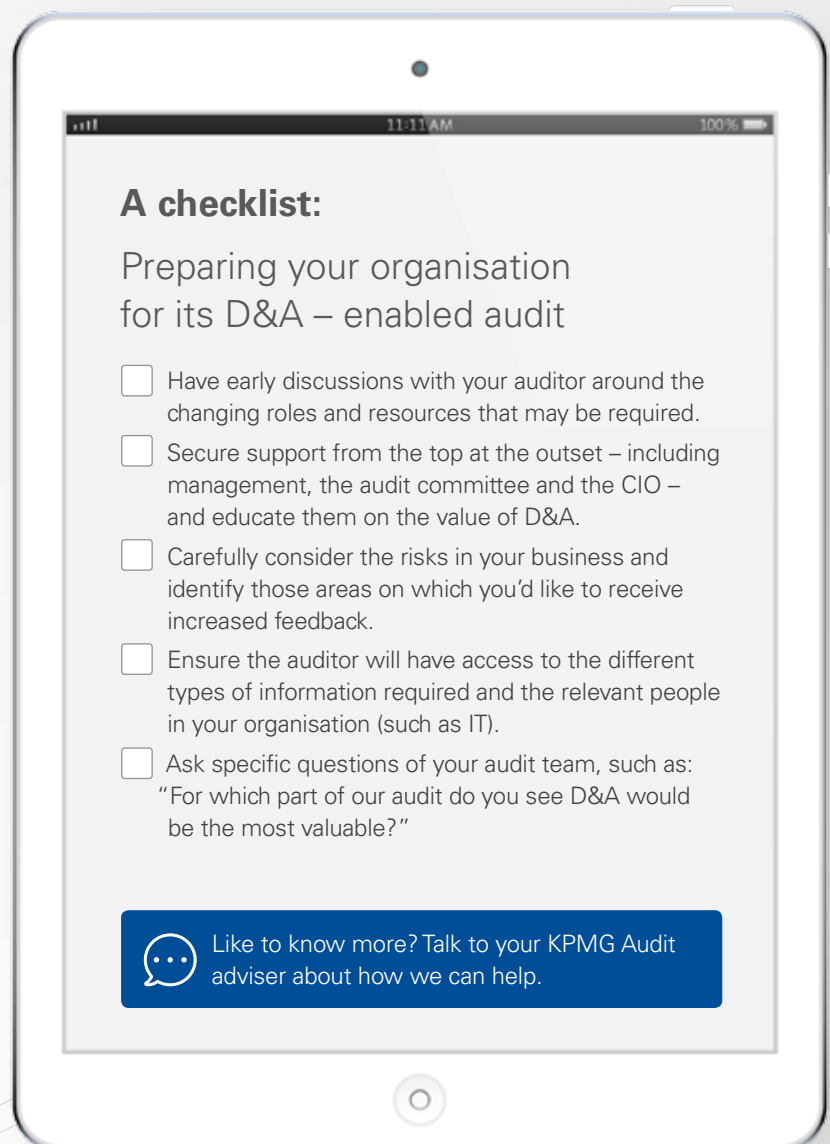 11:11 AM
100%
A checklist:
Preparing your organisation
for its D&A – enabled audit
Have early discussions with your auditor around the
changing roles and resources that may be required.
Secure support from the top at the outset – including
management, the audit committee and the CIO –
and educate them on the value of D&A.
Carefully consider the risks in your business and
identify those areas on which you’d like to receive
increased feedback.
Ensure the auditor will have access to the different
types of information required and the relevant people
in your organisation (such as IT).
Ask specific questions of your audit team, such as:
“For which part of our audit do you see D&A would
be the most valuable?”
Like to know more? Talk to your KPMG Audit
adviser about how we can help.